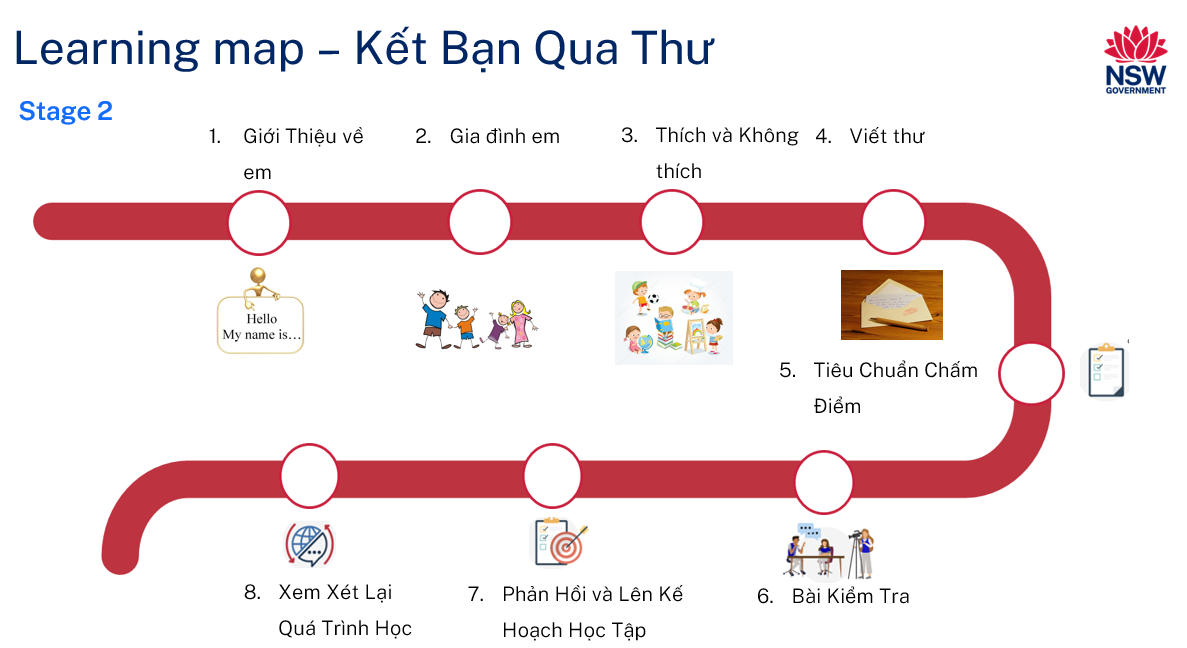 Learning map – Kết Bạn Qua Thư
NSW
GOVERNMENT
Stage 2
1. Giới Thiệu về
em
2. Gia đình em
3. Thích và Không
thích
4. Viết thư
Hello
My name is...
5. Tiêu Chuẩn Chấm
Điểm
8. Xem Xét Lại
Quá Trình Học
7. Phản Hồi và Lên Kế
Hoạch Học Tập
6. Bài Kiểm Tra